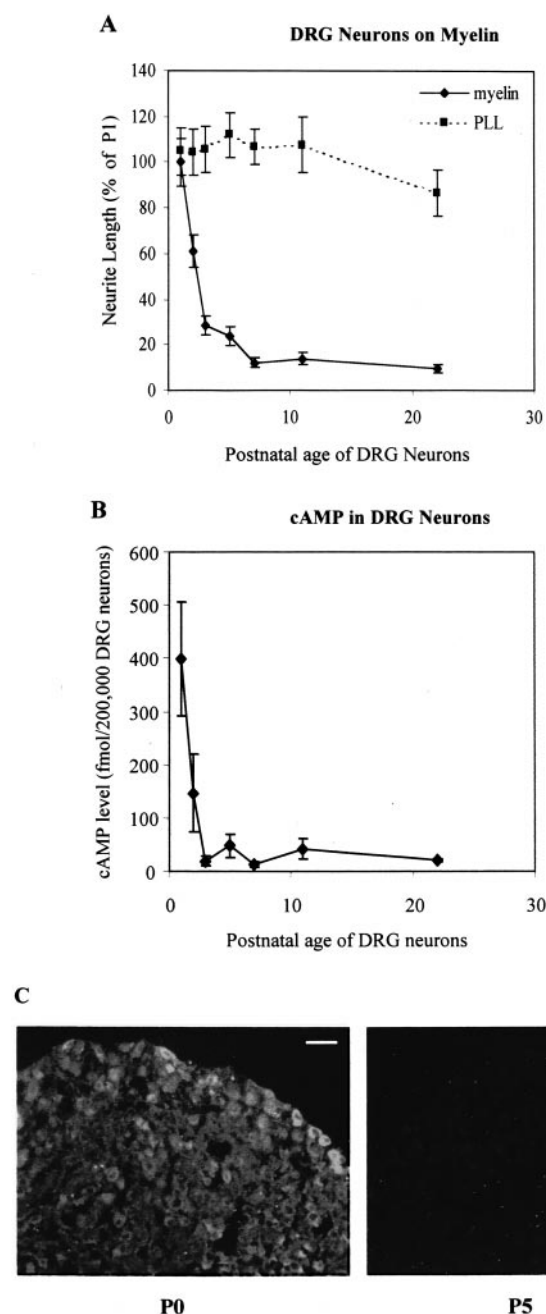 A
DRG Neurons on Myelin
Neurite Length (% of P1)
140
120
100
80
60
40
20
0
myelin
PLL
0 10 20 30
Postnatal age of DRG Neurons
B
cAMP in DRG Neurons
cAMP level (fmol/200,000 DRG neurons)
600
500
400
300
200
100
0
0 10 20 30
Postnatal age of DRG neurons
C
P0 P5